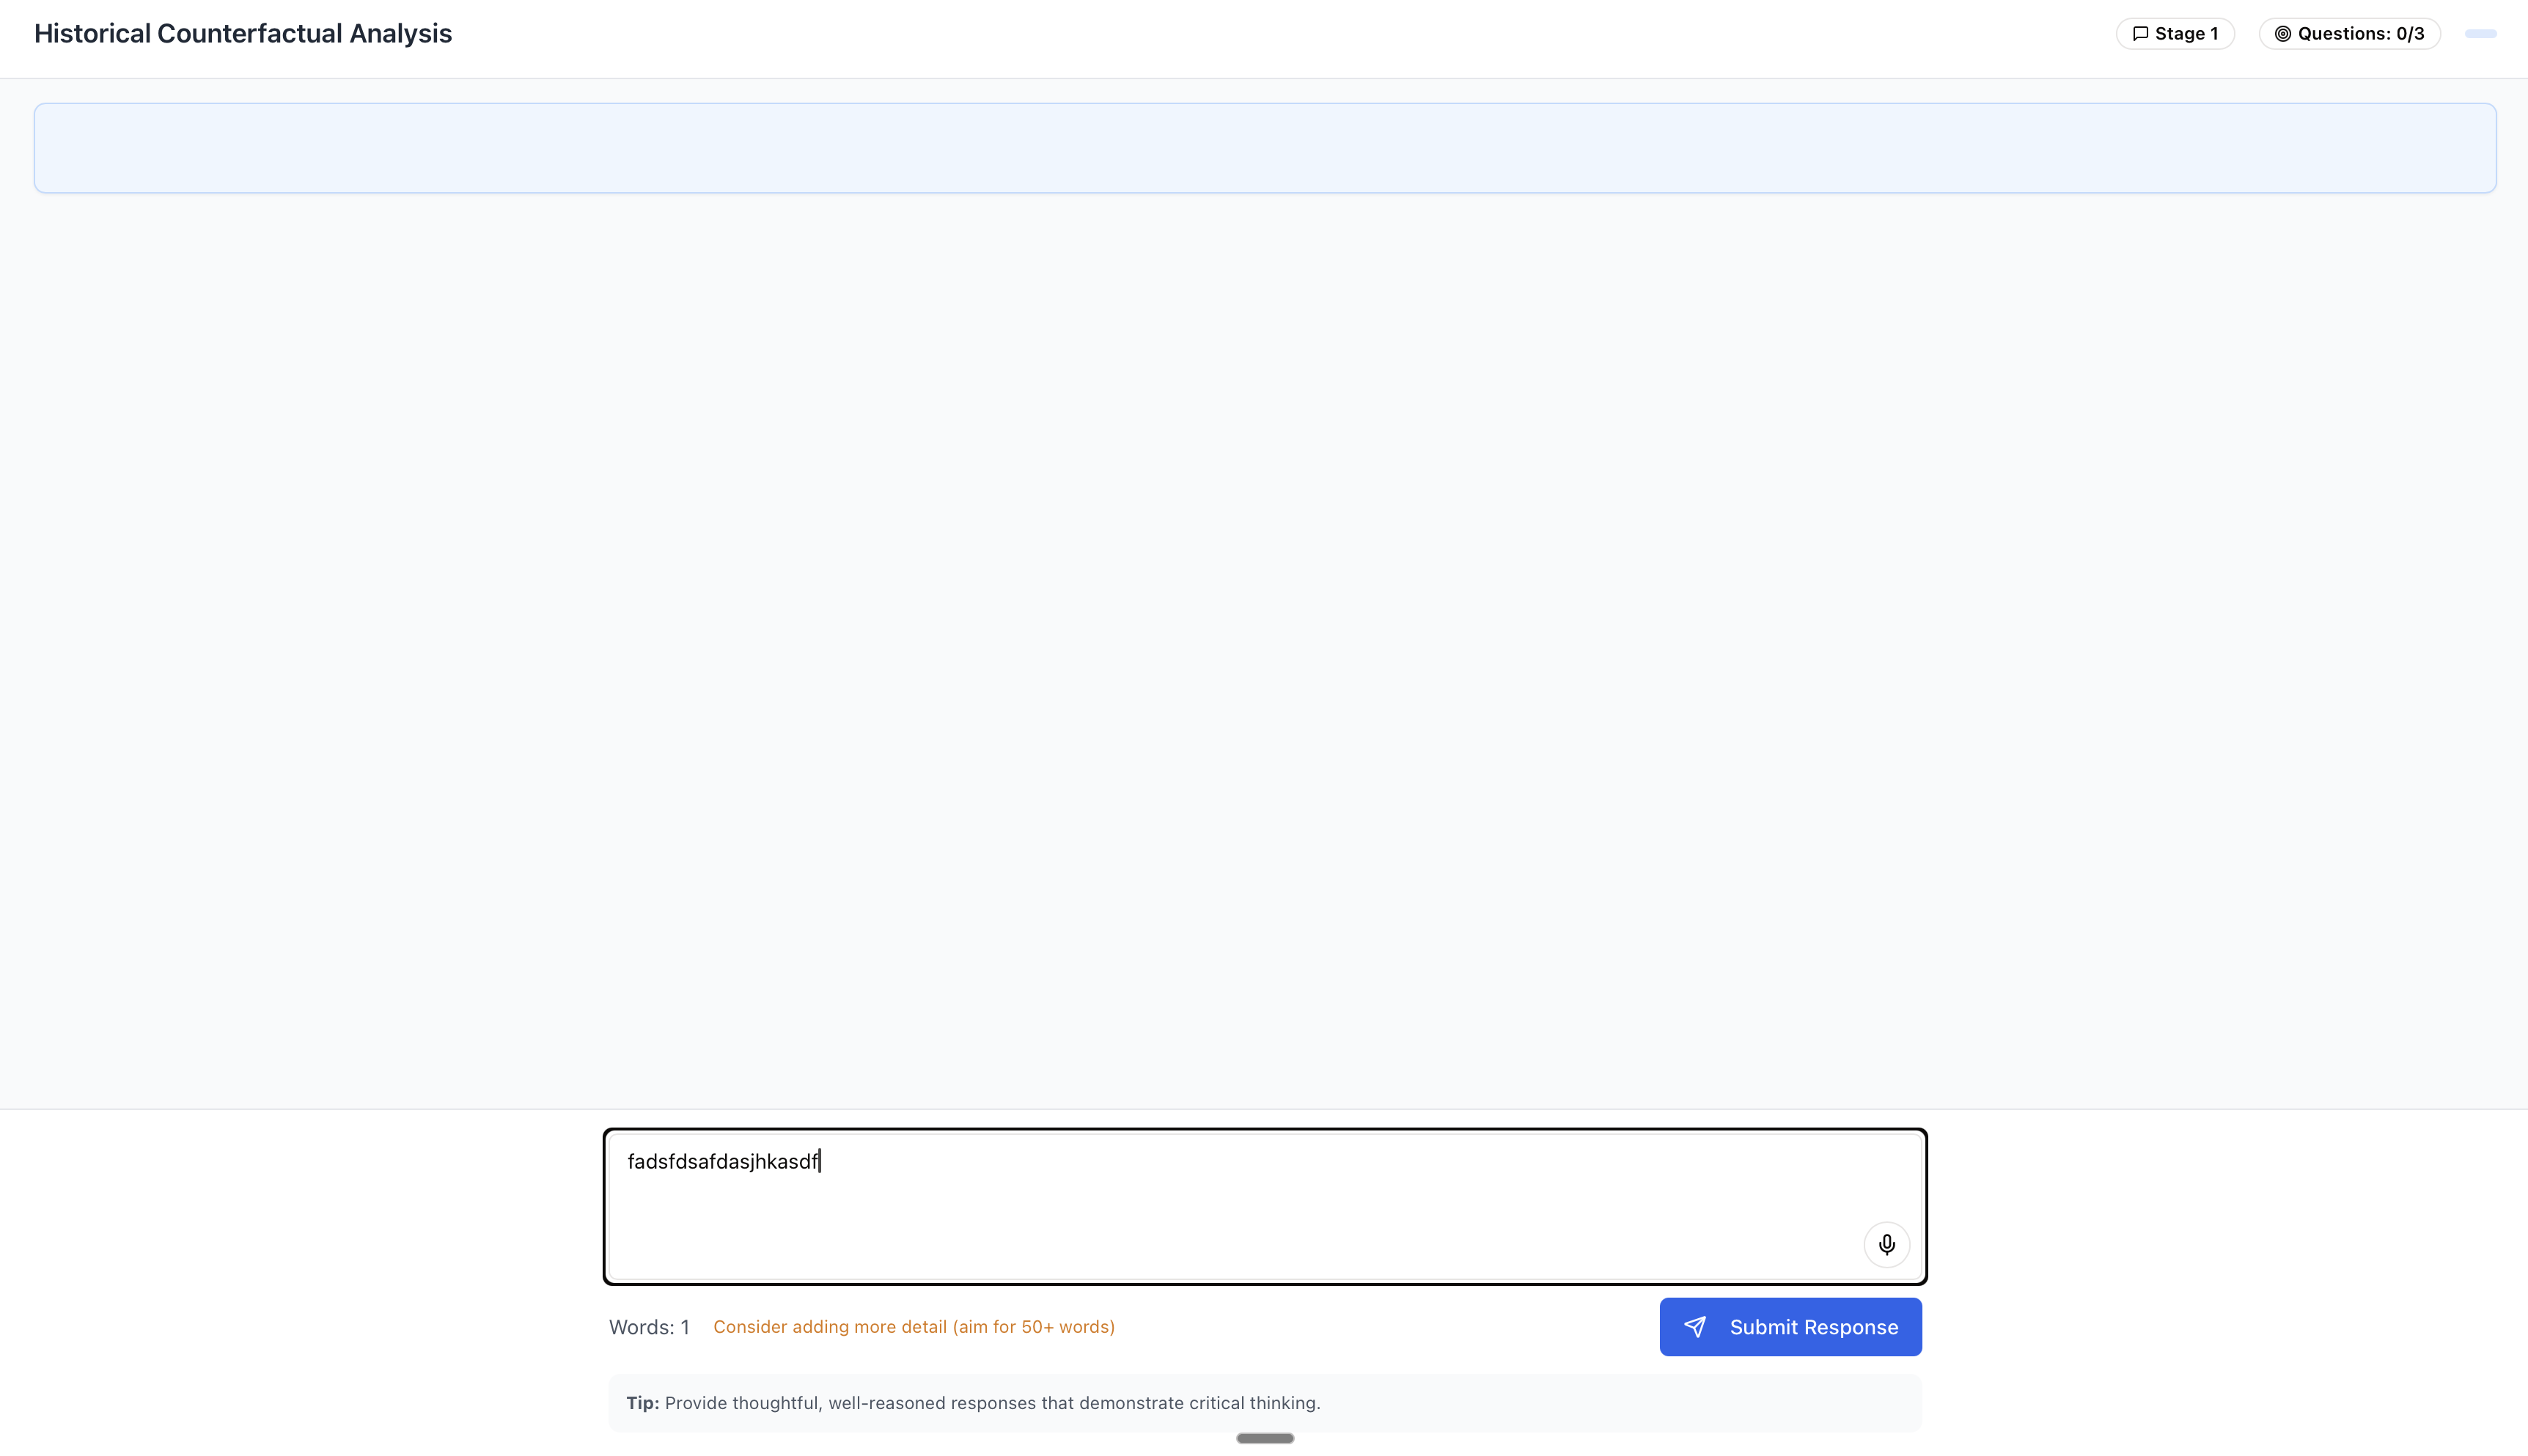 Historical Counterfactual Analysis
Stage 1
Questions: 0/3
fadsfdsafdasjhkasdf
Words: 1
Consider adding more detail (aim for 50+ words)
Submit Response
Tip: Provide thoughtful, well-reasoned responses that demonstrate critical thinking.